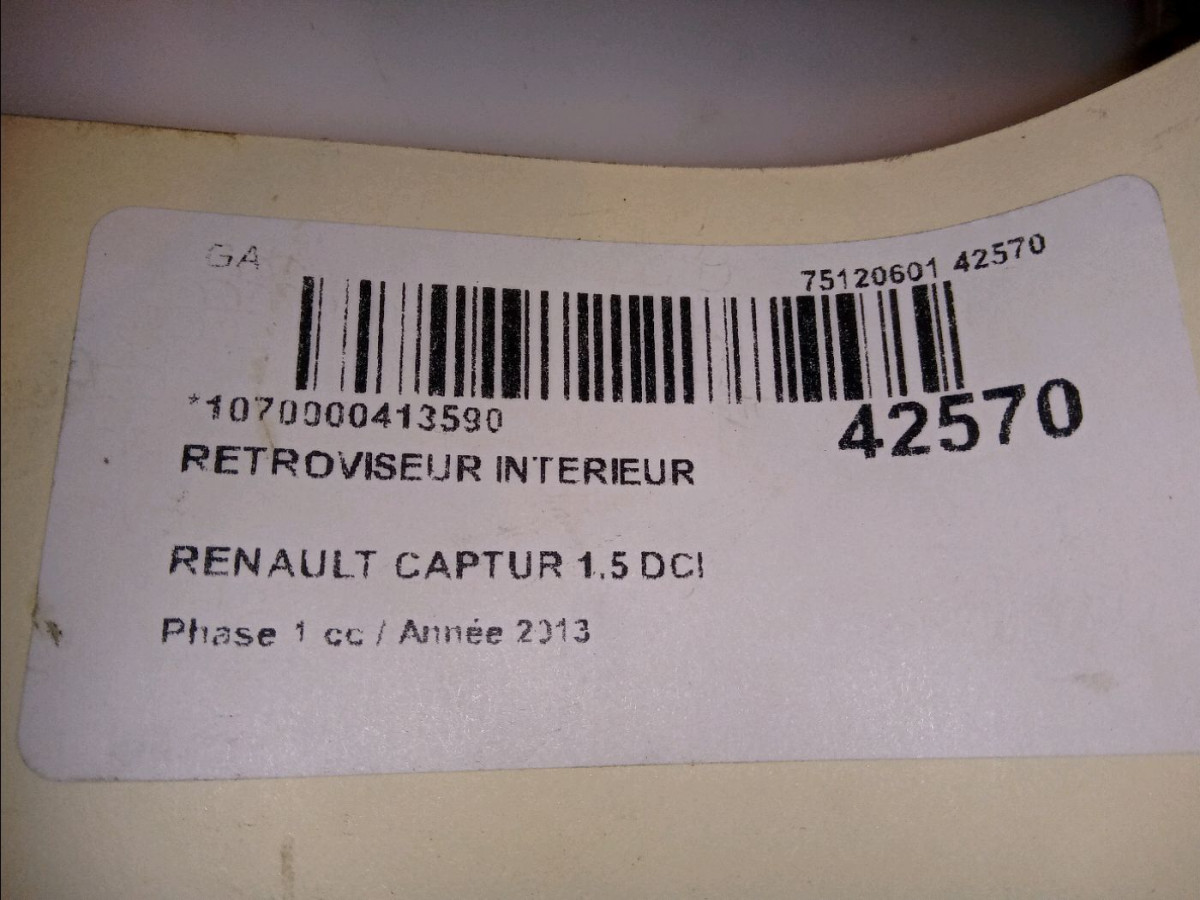 GA
75120601 42570
*1070000413590
42570
RETROVISEUR INTERIEUR
RENAULT CAPTUR 1.5 DCI
Phase 1 cc / Année 2013